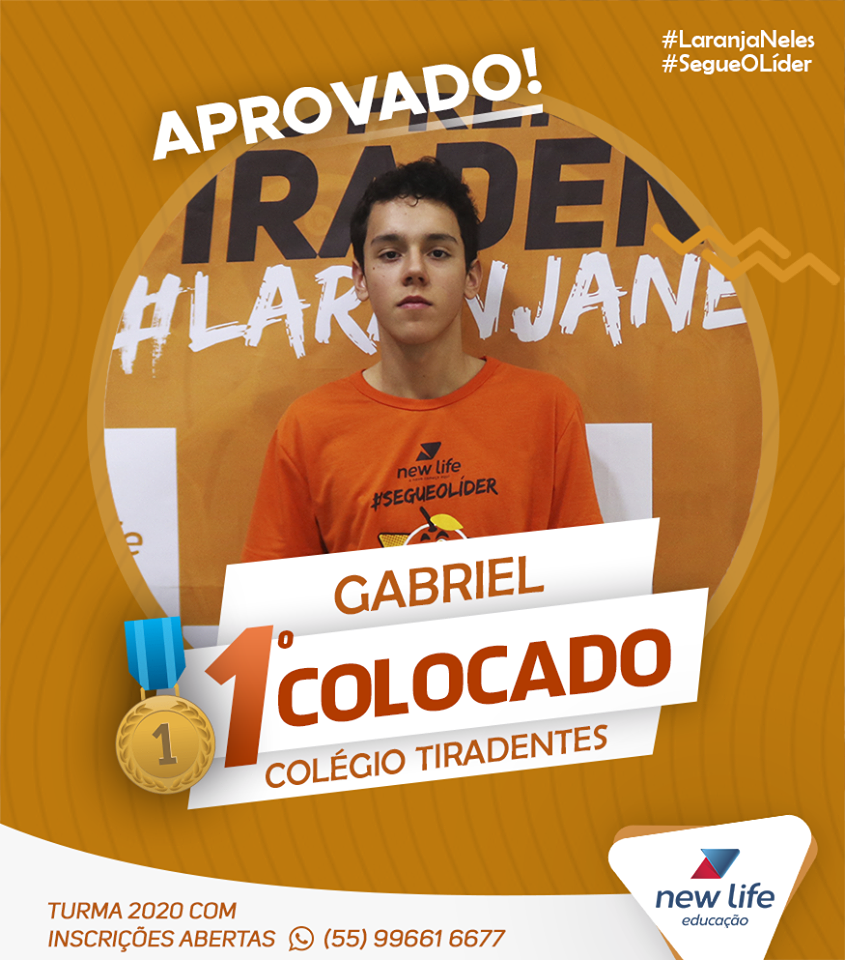 #LaranjaNeles
#SegueOLíder
APROVADO!
#LARANJANE
new life
#SEGUEOLÍDER
GABRIEL
1º COLOCADO
COLÉGIO TIRADENTES
1
TURMA 2020 COM
INSCRIÇÕES ABERTAS (55) 99661 6677
new life
educação